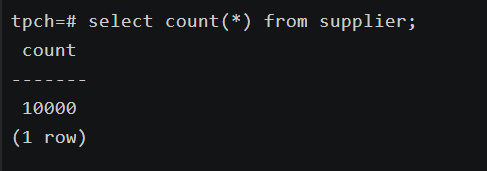 tpch=# select count(*) from supplier;
 count
-------
 10000
(1 row)